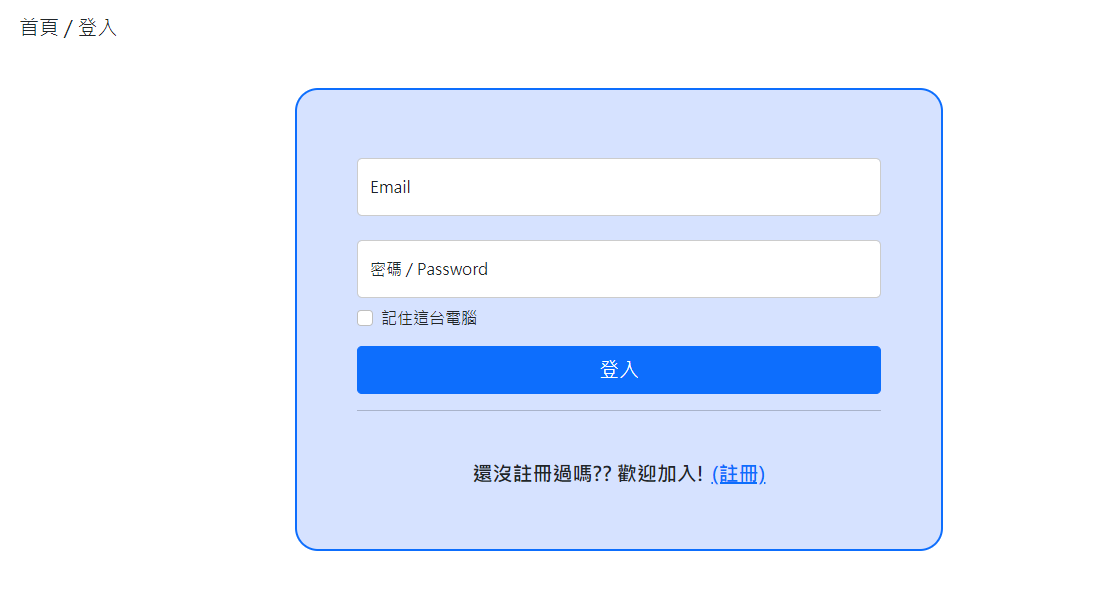 首頁 / 登入
Email
密碼 / Password
記住這台電腦
登入
還沒註冊過嗎?? 歡迎加入! (註冊)